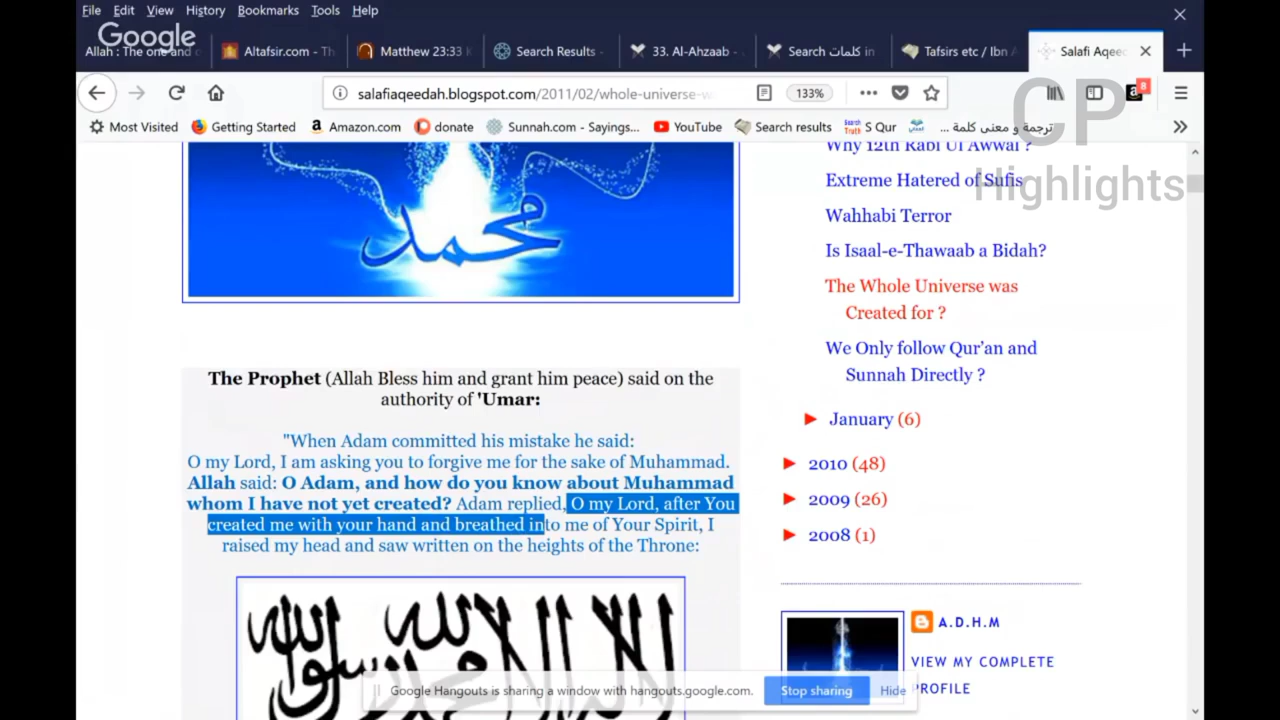 File Edit View History Bookmarks Tools Help
Google
Allah : The one and o
Altafsir.com - Th
Matthew 23:33 K
Search Results -
33. Al-Ahzaab -
Search كلمات in
Tafsirs etc / Ibn A
Salafi Aqeed
salafiaqeedah.blogspot.com/2011/02/whole-universe-w
133%
8
CP
Highlights
Most Visited
Getting Started
Amazon.com
donate
Sunnah.com - Sayings...
YouTube
Search results
S Qur
ترجمة و معنى كلمة ...
محمد
Why 12th Rabi Ul Awwal ?
Extreme Hatered of Sufis
Wahhabi Terror
Is Isaal-e-Thawaab a Bidah?
The Whole Universe was
Created for ?
We Only follow Qur'an and
Sunnah Directly ?
► January (6)
► 2010 (48)
► 2009 (26)
► 2008 (1)
The Prophet (Allah Bless him and grant him peace) said on the
authority of 'Umar:
"When Adam committed his mistake he said:
O my Lord, I am asking you to forgive me for the sake of Muhammad.
Allah said: O Adam, and how do you know about Muhammad
whom I have not yet created? Adam replied, O my Lord, after You
created me with your hand and breathed into me of Your Spirit, I
raised my head and saw written on the heights of the Throne:
A.D.H.M
VIEW MY COMPLETE
PROFILE
Google Hangouts is sharing a window with hangouts.google.com.
Stop sharing
Hide